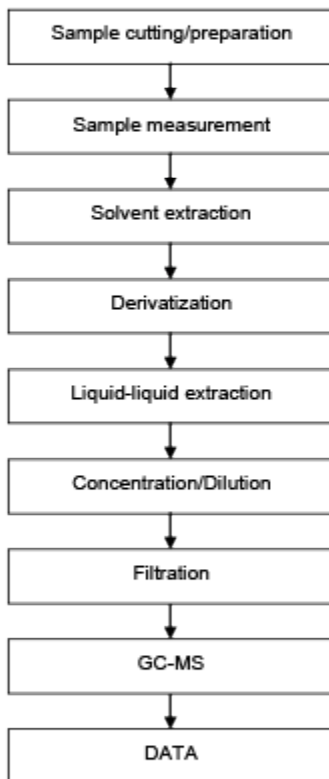 Sample cutting/preparation
Sample measurement
Solvent extraction
Derivatization
Liquid-liquid extraction
Concentration/Dilution
Filtration
GC-MS
DATA